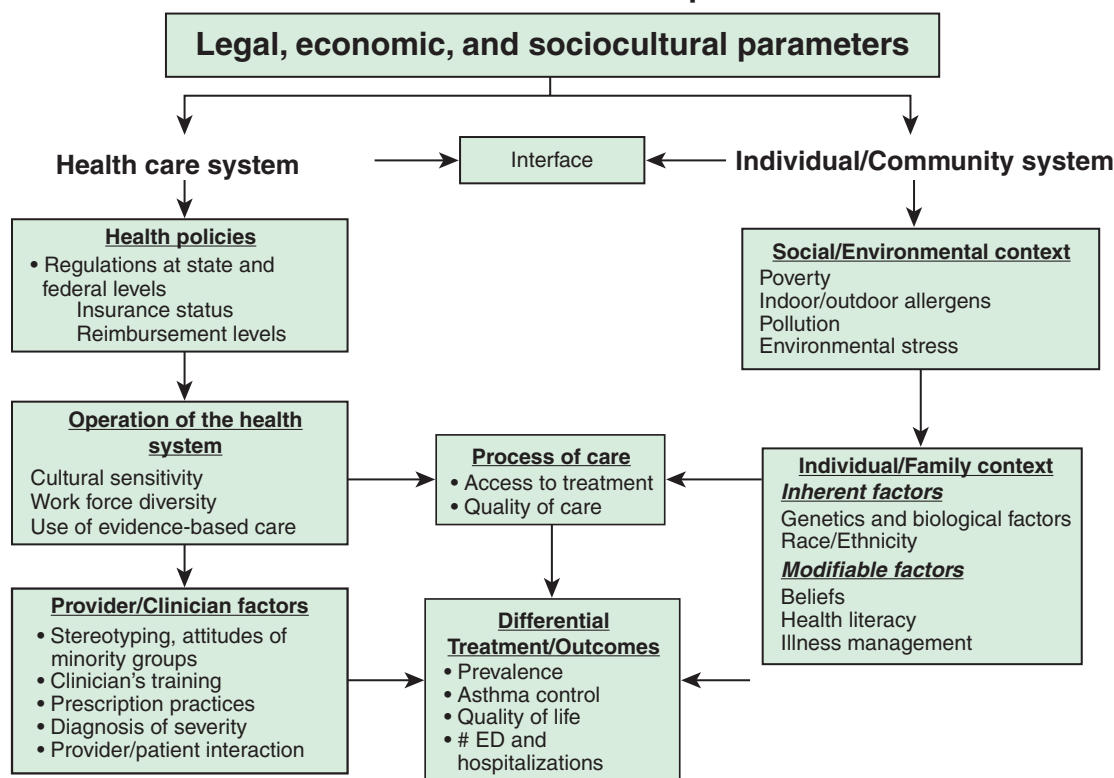 Legal, economic, and sociocultural parameters
Health care system
Interface
Individual/Community system
Health policies
• Regulations at state and
federal levels
Insurance status
Reimbursement levels
Social/Environmental context
Poverty
Indoor/outdoor allergens
Pollution
Environmental stress
Operation of the health
system
Cultural sensitivity
Work force diversity
Use of evidence-based care
Process of care
• Access to treatment
• Quality of care
Individual/Family context
Inherent factors
Genetics and biological factors
Race/Ethnicity
Modifiable factors
Beliefs
Health literacy
Illness management
Provider/Clinician factors
• Stereotyping, attitudes of
minority groups
• Clinician's training
• Prescription practices
• Diagnosis of severity
• Provider/patient interaction
Differential
Treatment/Outcomes
• Prevalence
• Asthma control
• Quality of life
• # ED and
hospitalizations